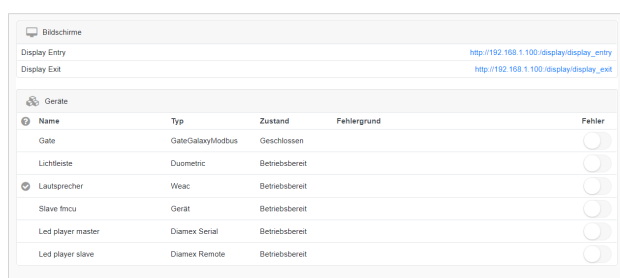 Bildschirme
Display Entry http://192.168.1.100:/display/display_entry
Display Exit http://192.168.1.100:/display/display_exit
Geräte
Name Typ Zustand Fehlergrund Fehler
Gate GateGalaxyModbus Geschlossen
Lichtleiste Duometric Betriebsbereit
Lautsprecher Weac Betriebsbereit
Slave fmcu Gerät Betriebsbereit
Led player master Diamex Serial Betriebsbereit
Led player slave Diamex Remote Betriebsbereit